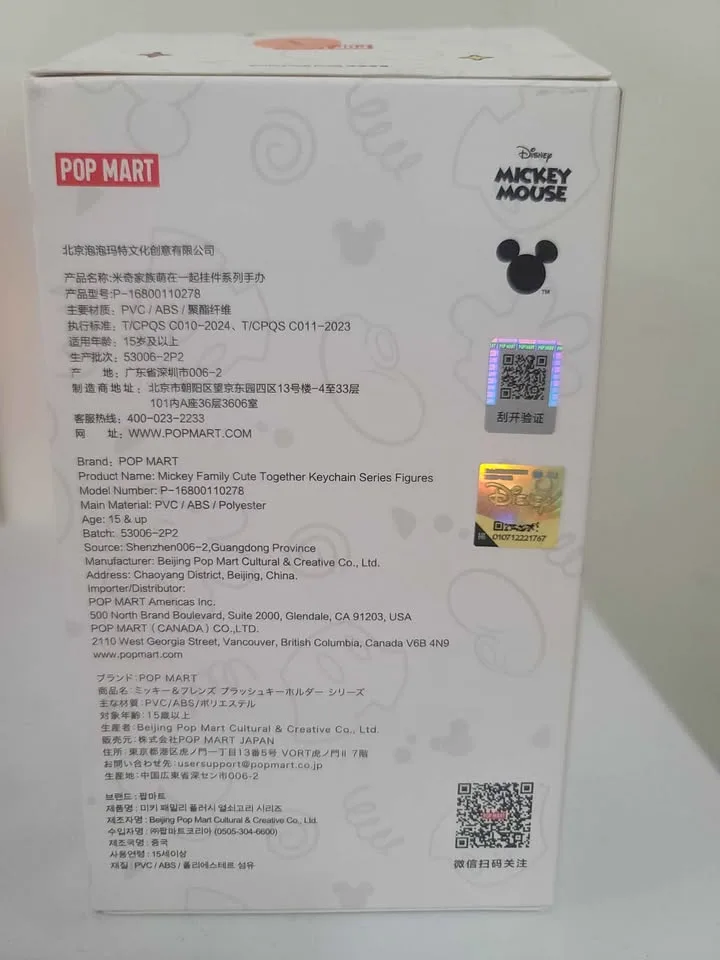 POP MART
Disney
MICKEY
MOUSE
TM
北京泡泡玛特文化创意有限公司
产品名称:米奇家族萌在一起挂件系列手办
产品型号:P-16800110278
主要材质: PVC / ABS / 聚酯纤维
执行标准: T/CPQS C010-2024、T/CPQS C011-2023
适用年龄: 15岁及以上
生产批次: 53006-2P2
产 地: 广东省深圳市006-2
制造商地址: 北京市朝阳区望京东园四区13号楼-4至33层
101内A座36层3606室
客服热线: 400-023-2233
网 址: WWW.POPMART.COM
刮开验证
Disney
010712221767
Brand: POP MART
Product Name: Mickey Family Cute Together Keychain Series Figures
Model Number: P-16800110278
Main Material: PVC / ABS / Polyester
Age: 15 & up
Batch: 53006-2P2
Source: Shenzhen006-2,Guangdong Province
Manufacturer: Beijing Pop Mart Cultural & Creative Co., Ltd.
Address: Chaoyang District, Beijing, China.
Importer/Distributor:
POP MART Americas Inc.
500 North Brand Boulevard, Suite 2000, Glendale, CA 91203, USA
POP MART (CANADA) CO.,LTD.
2110 West Georgia Street, Vancouver, British Columbia, Canada V6B 4N9
www.popmart.com
ブランド:POP MART
商品名:ミッキー&フレンズ プラッシュキーホルダー シリーズ
主な材質:PVC/ABS/ポリエステル
対象年齢:15歳以上
生産者:Beijing Pop Mart Cultural & Creative Co., Ltd.
販売元:株式会社POP MART JAPAN
住所:東京都港区虎ノ門一丁目13番5号 VORT虎ノ門II 7階
お問い合わせ先:usersupport@popmart.co.jp
生産地:中国広東省深セン市006-2
브랜드 : 팝마트
제품명 : 미키 패밀리 플러시 열쇠고리 시리즈
제조자명 : Beijing Pop Mart Cultural & Creative Co., Ltd.
수입자명 : ㈜팝마트코리아 (0505-304-6600)
제조국명 : 중국
사용연령 : 15세이상
재질 : PVC / ABS / 폴리에스테르 섬유
POP MART
微信扫码关注